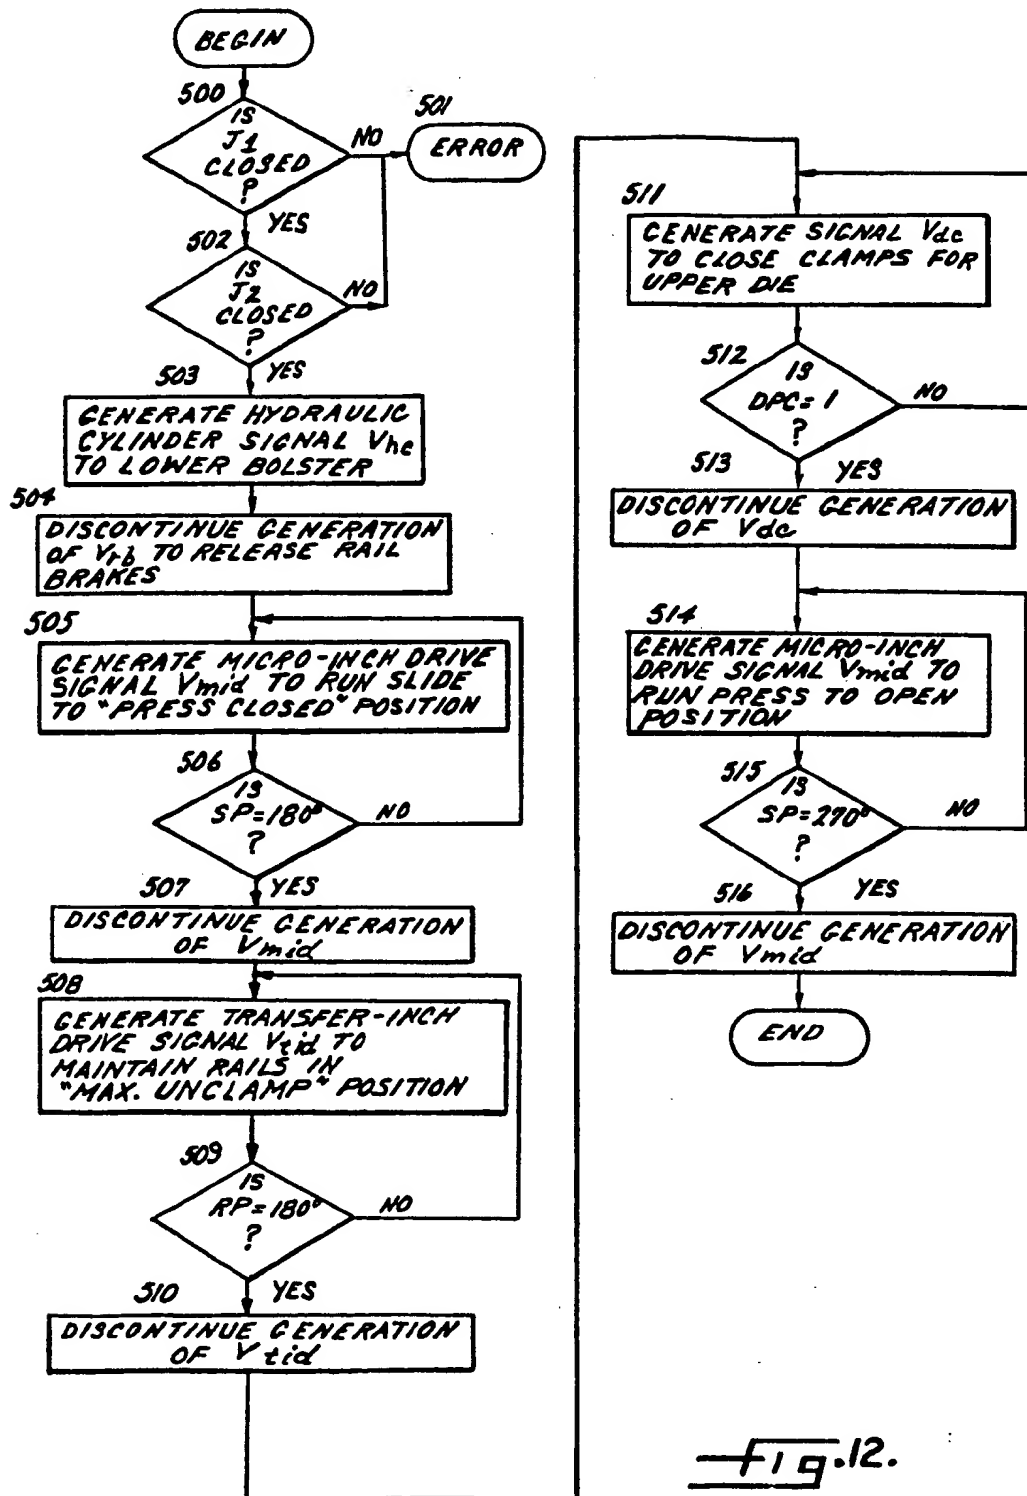 BEGIN
500
IS
J1
CLOSED
?
NO
501
ERROR
YES
502
IS
J2
CLOSED
?
NO
YES
503
GENERATE HYDRAULIC
CYLINDER SIGNAL Vhc
TO LOWER BOLSTER
504
DISCONTINUE GENERATION
OF Vrb TO RELEASE RAIL
BRAKES
505
GENERATE MICRO-INCH DRIVE
SIGNAL Vmid TO RUN SLIDE
TO "PRESS CLOSED" POSITION
506
IS
SP=180°
?
NO
YES
507
DISCONTINUE GENERATION
OF Vmid
508
GENERATE TRANSFER-INCH
DRIVE SIGNAL Vtid TO
MAINTAIN RAILS IN
"MAX. UNCLAMP" POSITION
509
IS
RP=180°
?
NO
YES
510
DISCONTINUE GENERATION
OF Vtid
511
GENERATE SIGNAL Vdc
TO CLOSE CLAMPS FOR
UPPER DIE
512
IS
DPC=1
?
NO
YES
513
DISCONTINUE GENERATION
OF Vdc
514
GENERATE MICRO-INCH
DRIVE SIGNAL Vmid TO
RUN PRESS TO OPEN
POSITION
515
IS
SP=270°
?
NO
YES
516
DISCONTINUE GENERATION
OF Vmid
END
Fig.12.